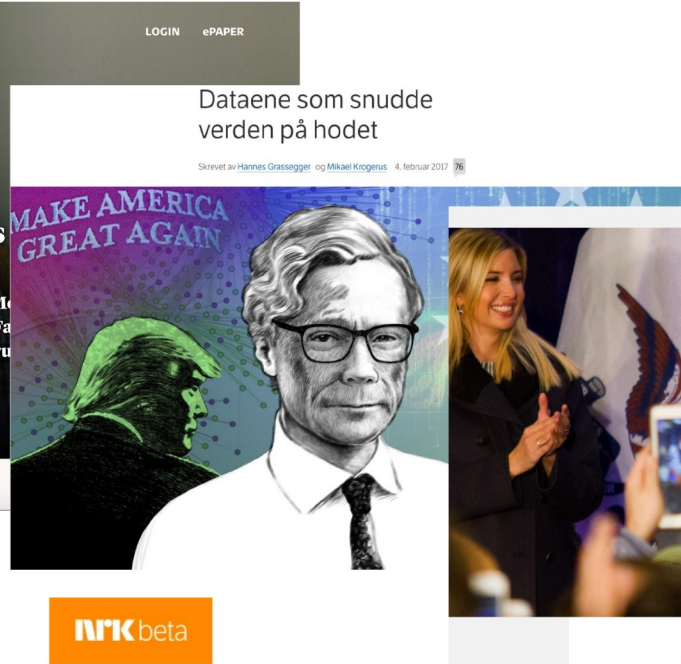 LOGIN ePAPER
Dataene som snudde
verden på hodet
Skrevet av Hannes Grassegger og Mikael Krogerus 4. februar 2017 76
MAKE AMERICA
GREAT AGAIN
nrk beta